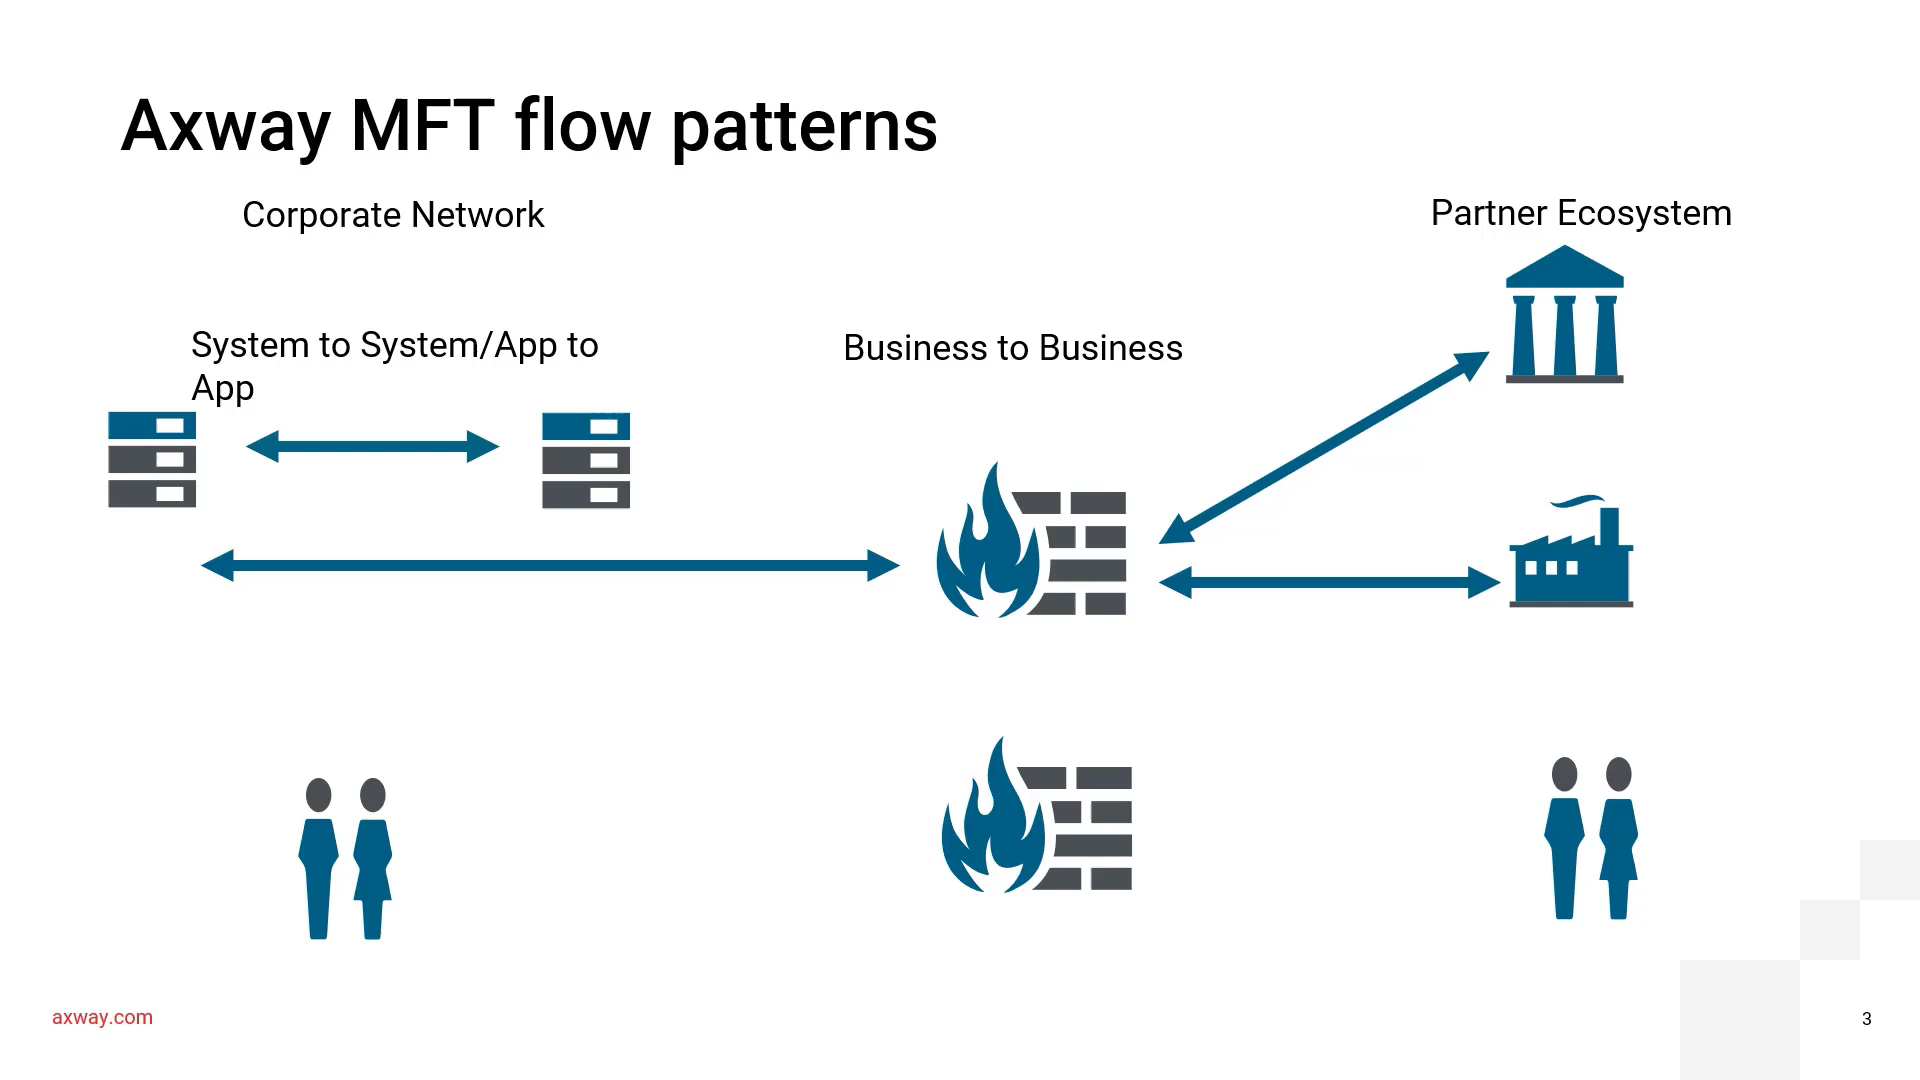 Axway MFT flow patterns
Corporate Network
Partner Ecosystem
System to System/App to
App
Business to Business
axway.com
3